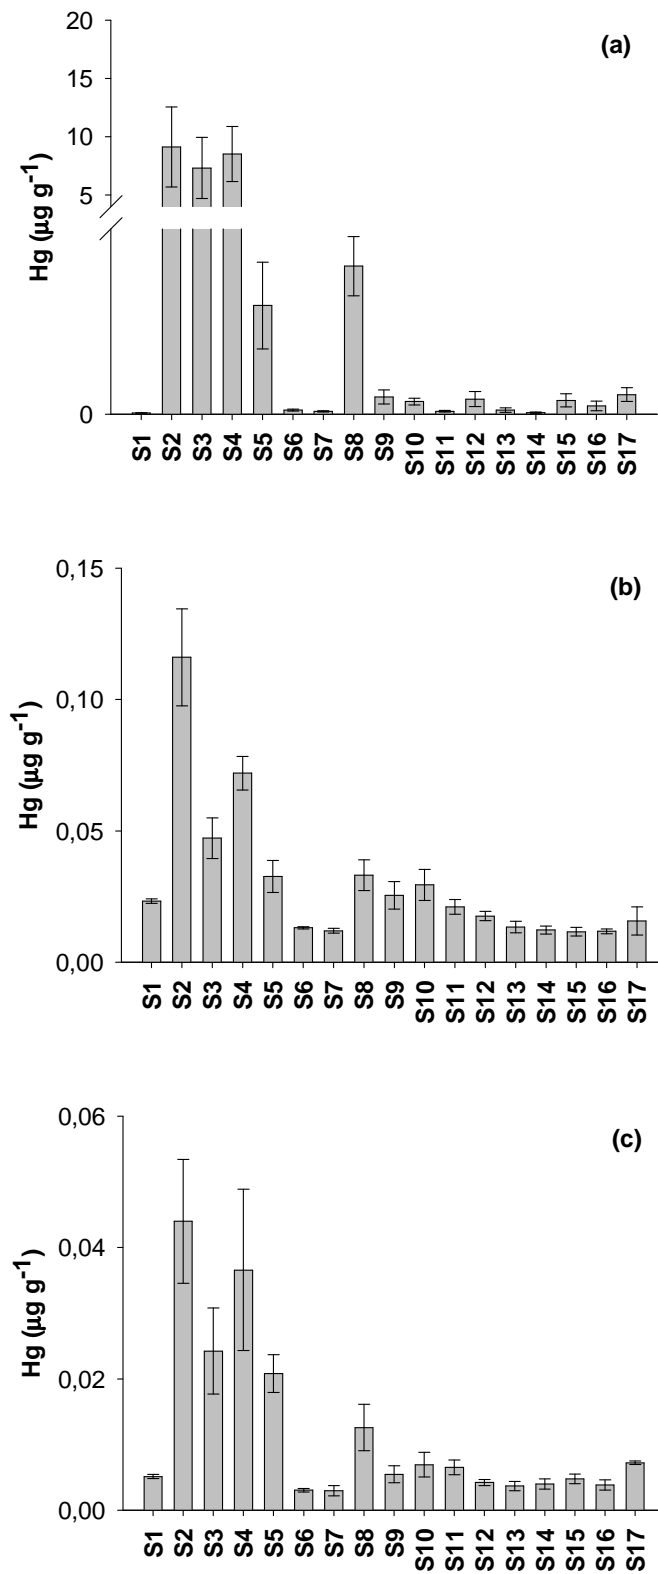 (a)
20
15
10
5
0
Hg (µg g-1)
S1 S2 S3 S4 S5 S6 S7 S8 S9 S10 S11 S12 S13 S14 S15 S16 S17
(b)
0,15
0,10
0,05
0,00
Hg (µg g-1)
S1 S2 S3 S4 S5 S6 S7 S8 S9 S10 S11 S12 S13 S14 S15 S16 S17
(c)
0,06
0,04
0,02
0,00
Hg (µg g-1)
S1 S2 S3 S4 S5 S6 S7 S8 S9 S10 S11 S12 S13 S14 S15 S16 S17